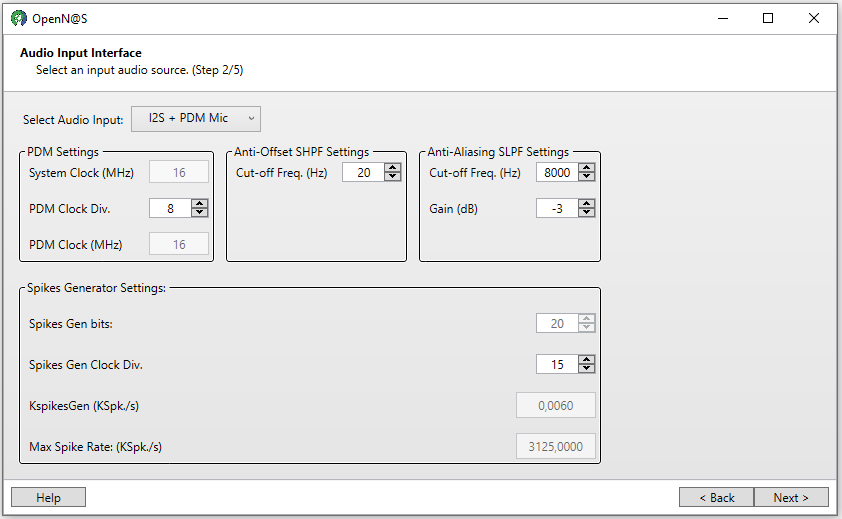 OpenN@S
Audio Input Interface
Select an input audio source. (Step 2/5)
Select Audio Input: I2S + PDM Mic
PDM Settings
System Clock (MHz) 16
PDM Clock Div. 8
PDM Clock (MHz) 16
Anti-Offset SHPF Settings
Cut-off Freq. (Hz) 20
Anti-Aliasing SLPF Settings
Cut-off Freq. (Hz) 8000
Gain (dB) -3
Spikes Generator Settings:
Spikes Gen bits: 20
Spikes Gen Clock Div. 15
KspikesGen (KSpk./s) 0,0060
Max Spike Rate: (KSpk./s) 3125,0000
Help < Back Next >